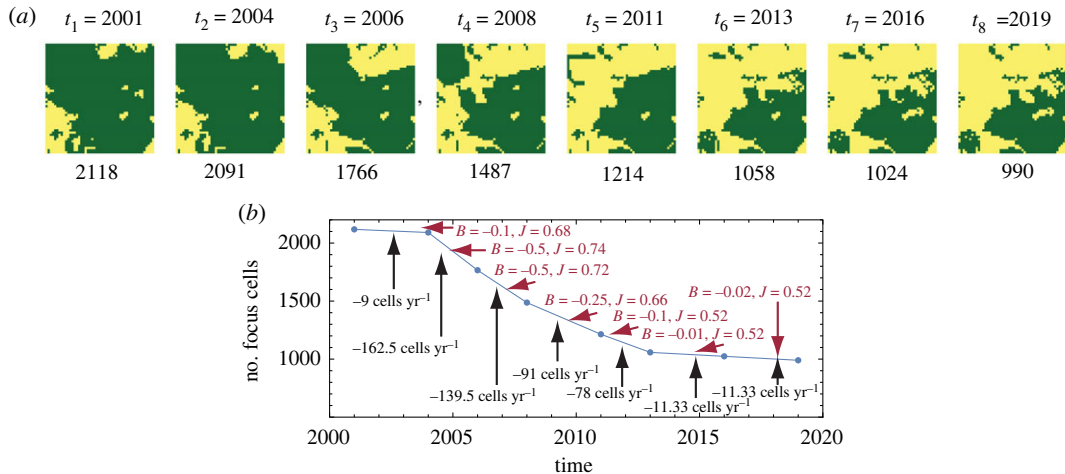 (a) t1 = 2001 t2 = 2004 t3 = 2006 t4 = 2008 t5 = 2011 t6 = 2013 t7 = 2016 t8 =2019
,
2118 2091 1766 1487 1214 1058 1024 990
(b)
no. focus cells
2000
1500
1000
B = –0.1, J = 0.68
B = –0.5, J = 0.74
B = –0.5, J = 0.72
B = –0.25, J = 0.66
B = –0.1, J = 0.52
B = –0.01, J = 0.52
B = –0.02, J = 0.52
–9 cells yr–1
–162.5 cells yr–1
–139.5 cells yr–1
–91 cells yr–1
–78 cells yr–1
–11.33 cells yr–1
–11.33 cells yr–1
2000 2005 2010 2015 2020
time